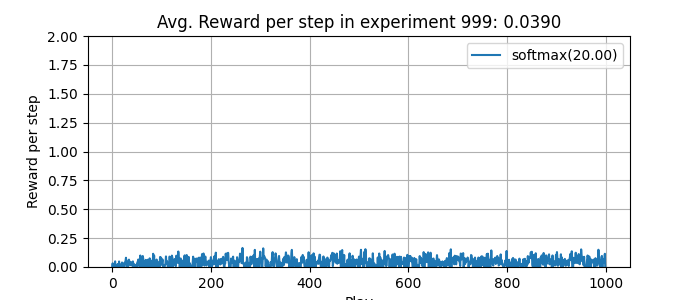 Avg. Reward per step in experiment 999: 0.0390
2.00
softmax(20.00)
1.75
1.50
1.25
Reward per step
1.00
0.75
0.50
0.25
0.00
0 200 400 600 800 1000
Play